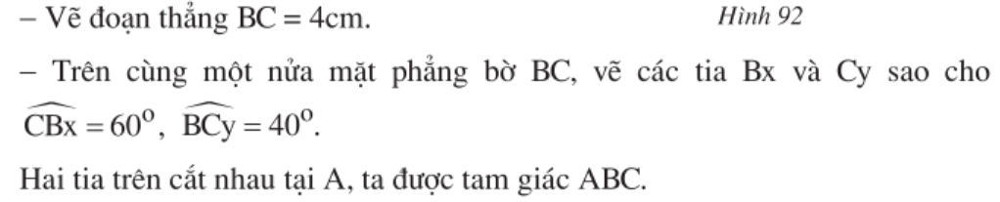 – Vẽ đoạn thẳng BC = 4cm. Hình 92
– Trên cùng một nửa mặt phẳng bờ BC, vẽ các tia Bx và Cy sao cho
$\widehat{CBx}$ = 60°, $\widehat{BCy}$ = 40°.
Hai tia trên cắt nhau tại A, ta được tam giác ABC.